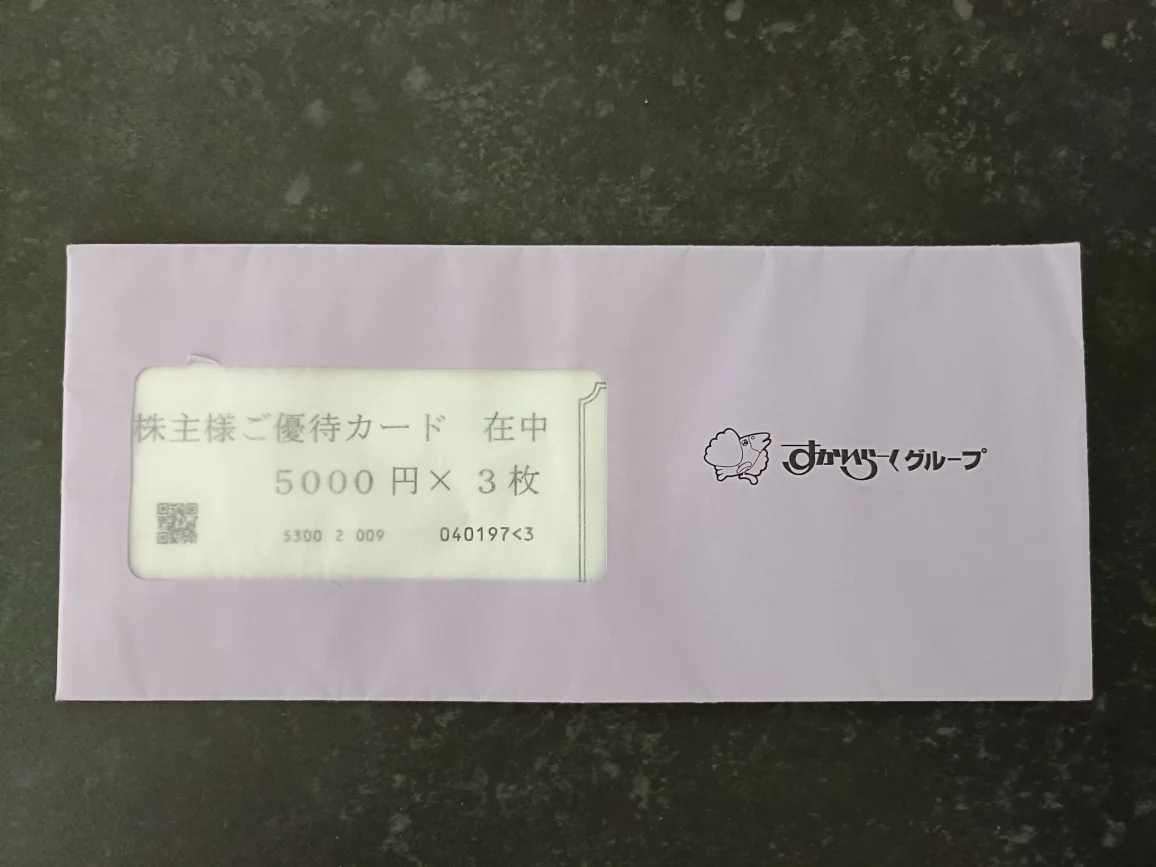 株主様ご優待カード 在中
5000円×3枚
5300 2 009 040197<3
すかいらーくグループ